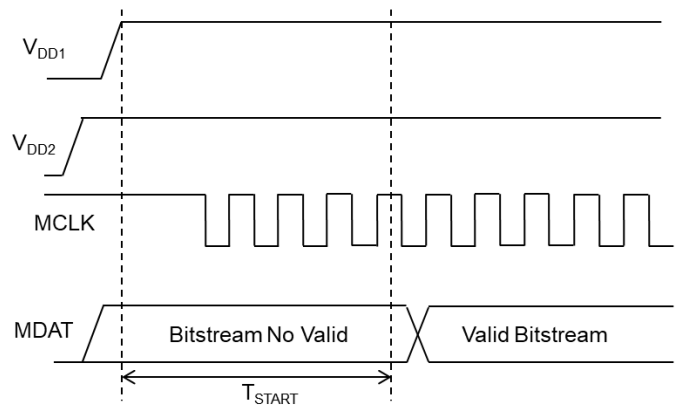 VDD1
VDD2
MCLK
MDAT
Bitstream No Valid
Valid Bitstream
TSTART